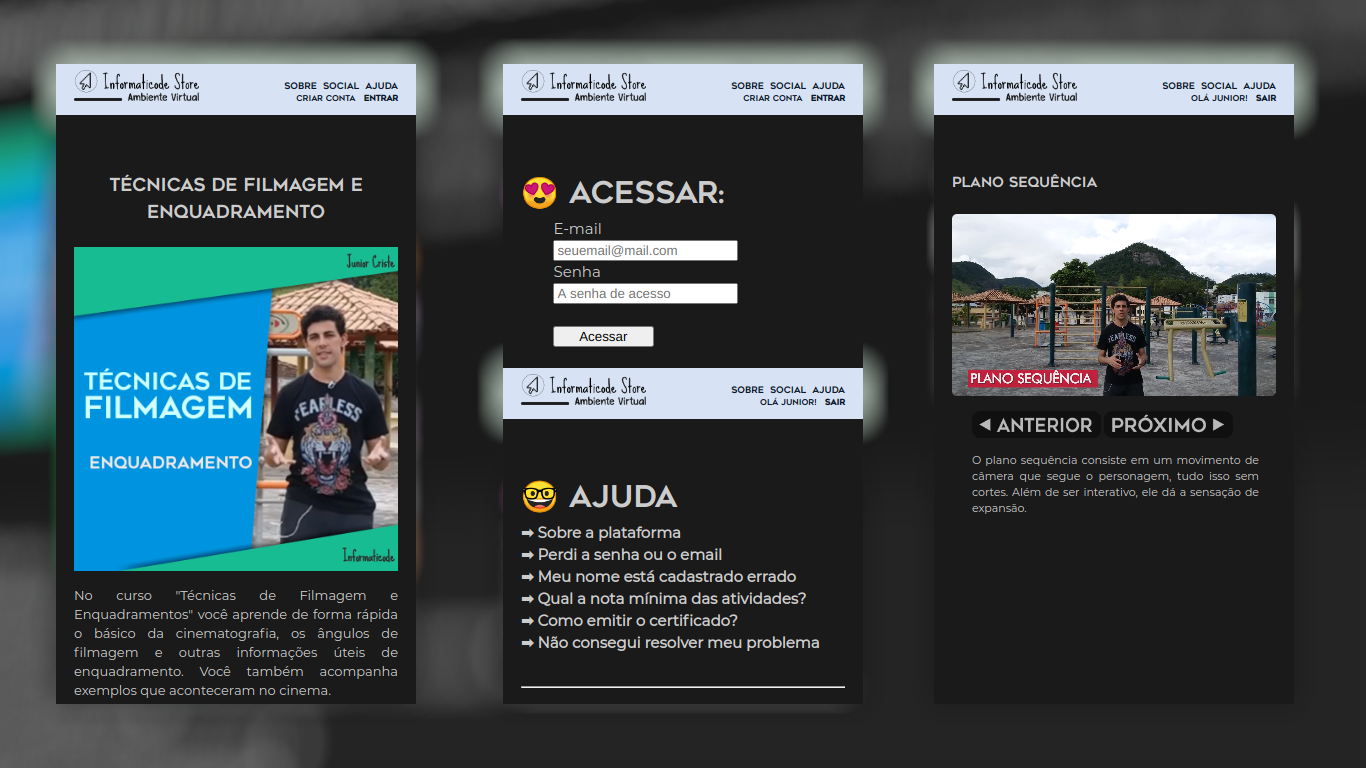 Informaticode Store
Ambiente Virtual
SOBRE SOCIAL AJUDA
CRIAR CONTA ENTRAR
TÉCNICAS DE FILMAGEM E
ENQUADRAMENTO
Junior Criste
TÉCNICAS DE
FILMAGEM
ENQUADRAMENTO
FEARLESS
Informaticode
No curso "Técnicas de Filmagem e
Enquadramentos" você aprende de forma rápida
o básico da cinematografia, os ângulos de
filmagem e outras informações úteis de
enquadramento. Você também acompanha
exemplos que aconteceram no cinema.
Informaticode Store
Ambiente Virtual
SOBRE SOCIAL AJUDA
CRIAR CONTA ENTRAR
😍 ACESSAR:
E-mail
seuemail@mail.com
Senha
A senha de acesso
Acessar
Informaticode Store
Ambiente Virtual
SOBRE SOCIAL AJUDA
OLÁ JUNIOR! SAIR
🤓 AJUDA
➡ Sobre a plataforma
➡ Perdi a senha ou o email
➡ Meu nome está cadastrado errado
➡ Qual a nota mínima das atividades?
➡ Como emitir o certificado?
➡ Não consegui resolver meu problema
Informaticode Store
Ambiente Virtual
SOBRE SOCIAL AJUDA
OLÁ JUNIOR! SAIR
PLANO SEQUÊNCIA
FEARLESS
PLANO SEQUÊNCIA
◀ ANTERIOR PRÓXIMO ▶
O plano sequência consiste em um movimento de
câmera que segue o personagem, tudo isso sem
cortes. Além de ser interativo, ele dá a sensação de
expansão.